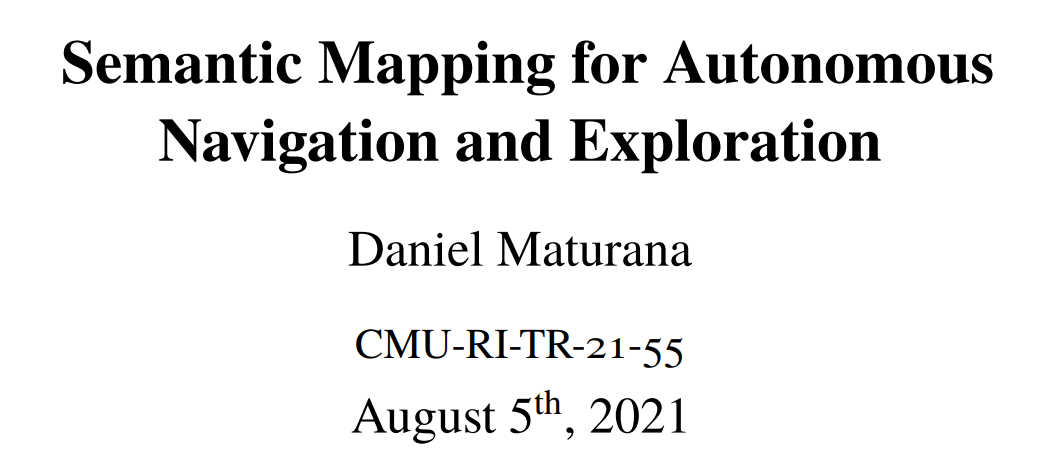 Semantic Mapping for Autonomous
Navigation and Exploration
Daniel Maturana
CMU-RI-TR-21-55
August 5th, 2021